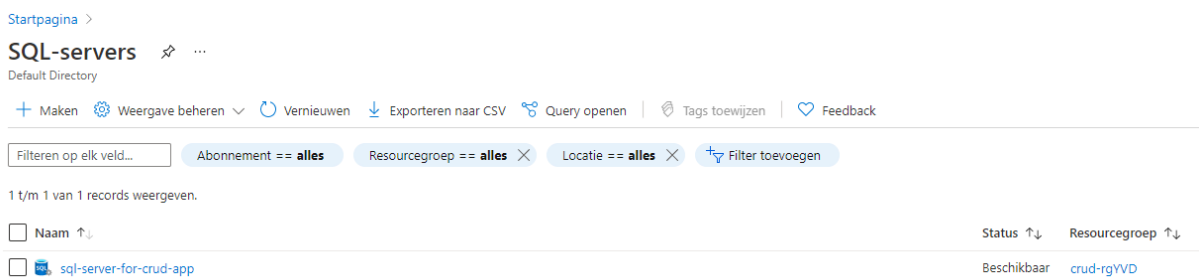 Startpagina >
SQL-servers ...
Default Directory
Maken Weergave beheren Vernieuwen Exporteren naar CSV Query openen Tags toewijzen Feedback
Filteren op elk veld... Abonnement == alles Resourcegroep == alles Locatie == alles Filter toevoegen
1 t/m 1 van 1 records weergeven.
Naam Status Resourcegroep
SQL sql-server-for-crud-app Beschikbaar crud-rgYVD